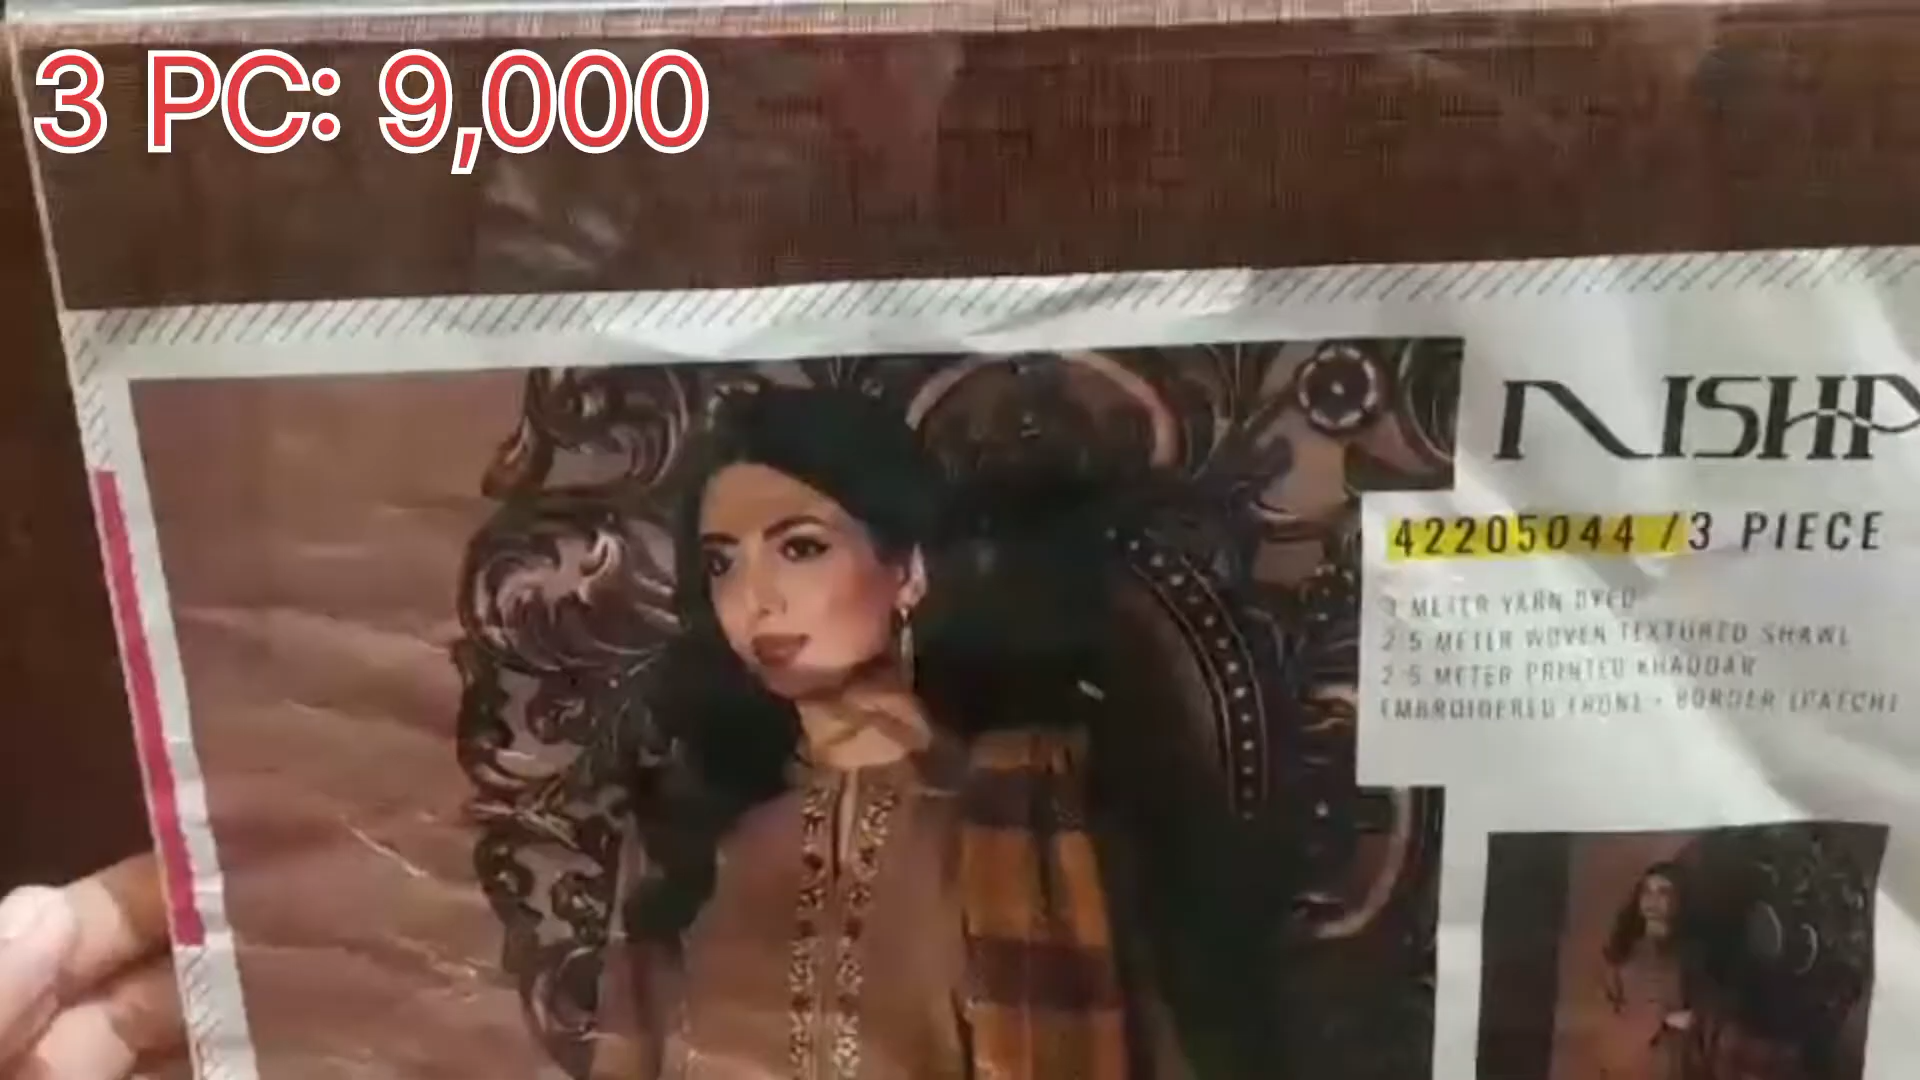 3 PC: 9,000
NISHA
42205044 /3 PIECE
3 METER YARN DYED
2.5 METER WOVEN TEXTURED SHAWL
2.5 METER PRINTED KHADDAR
EMBROIDERED FRONT + BORDER (PATCH)